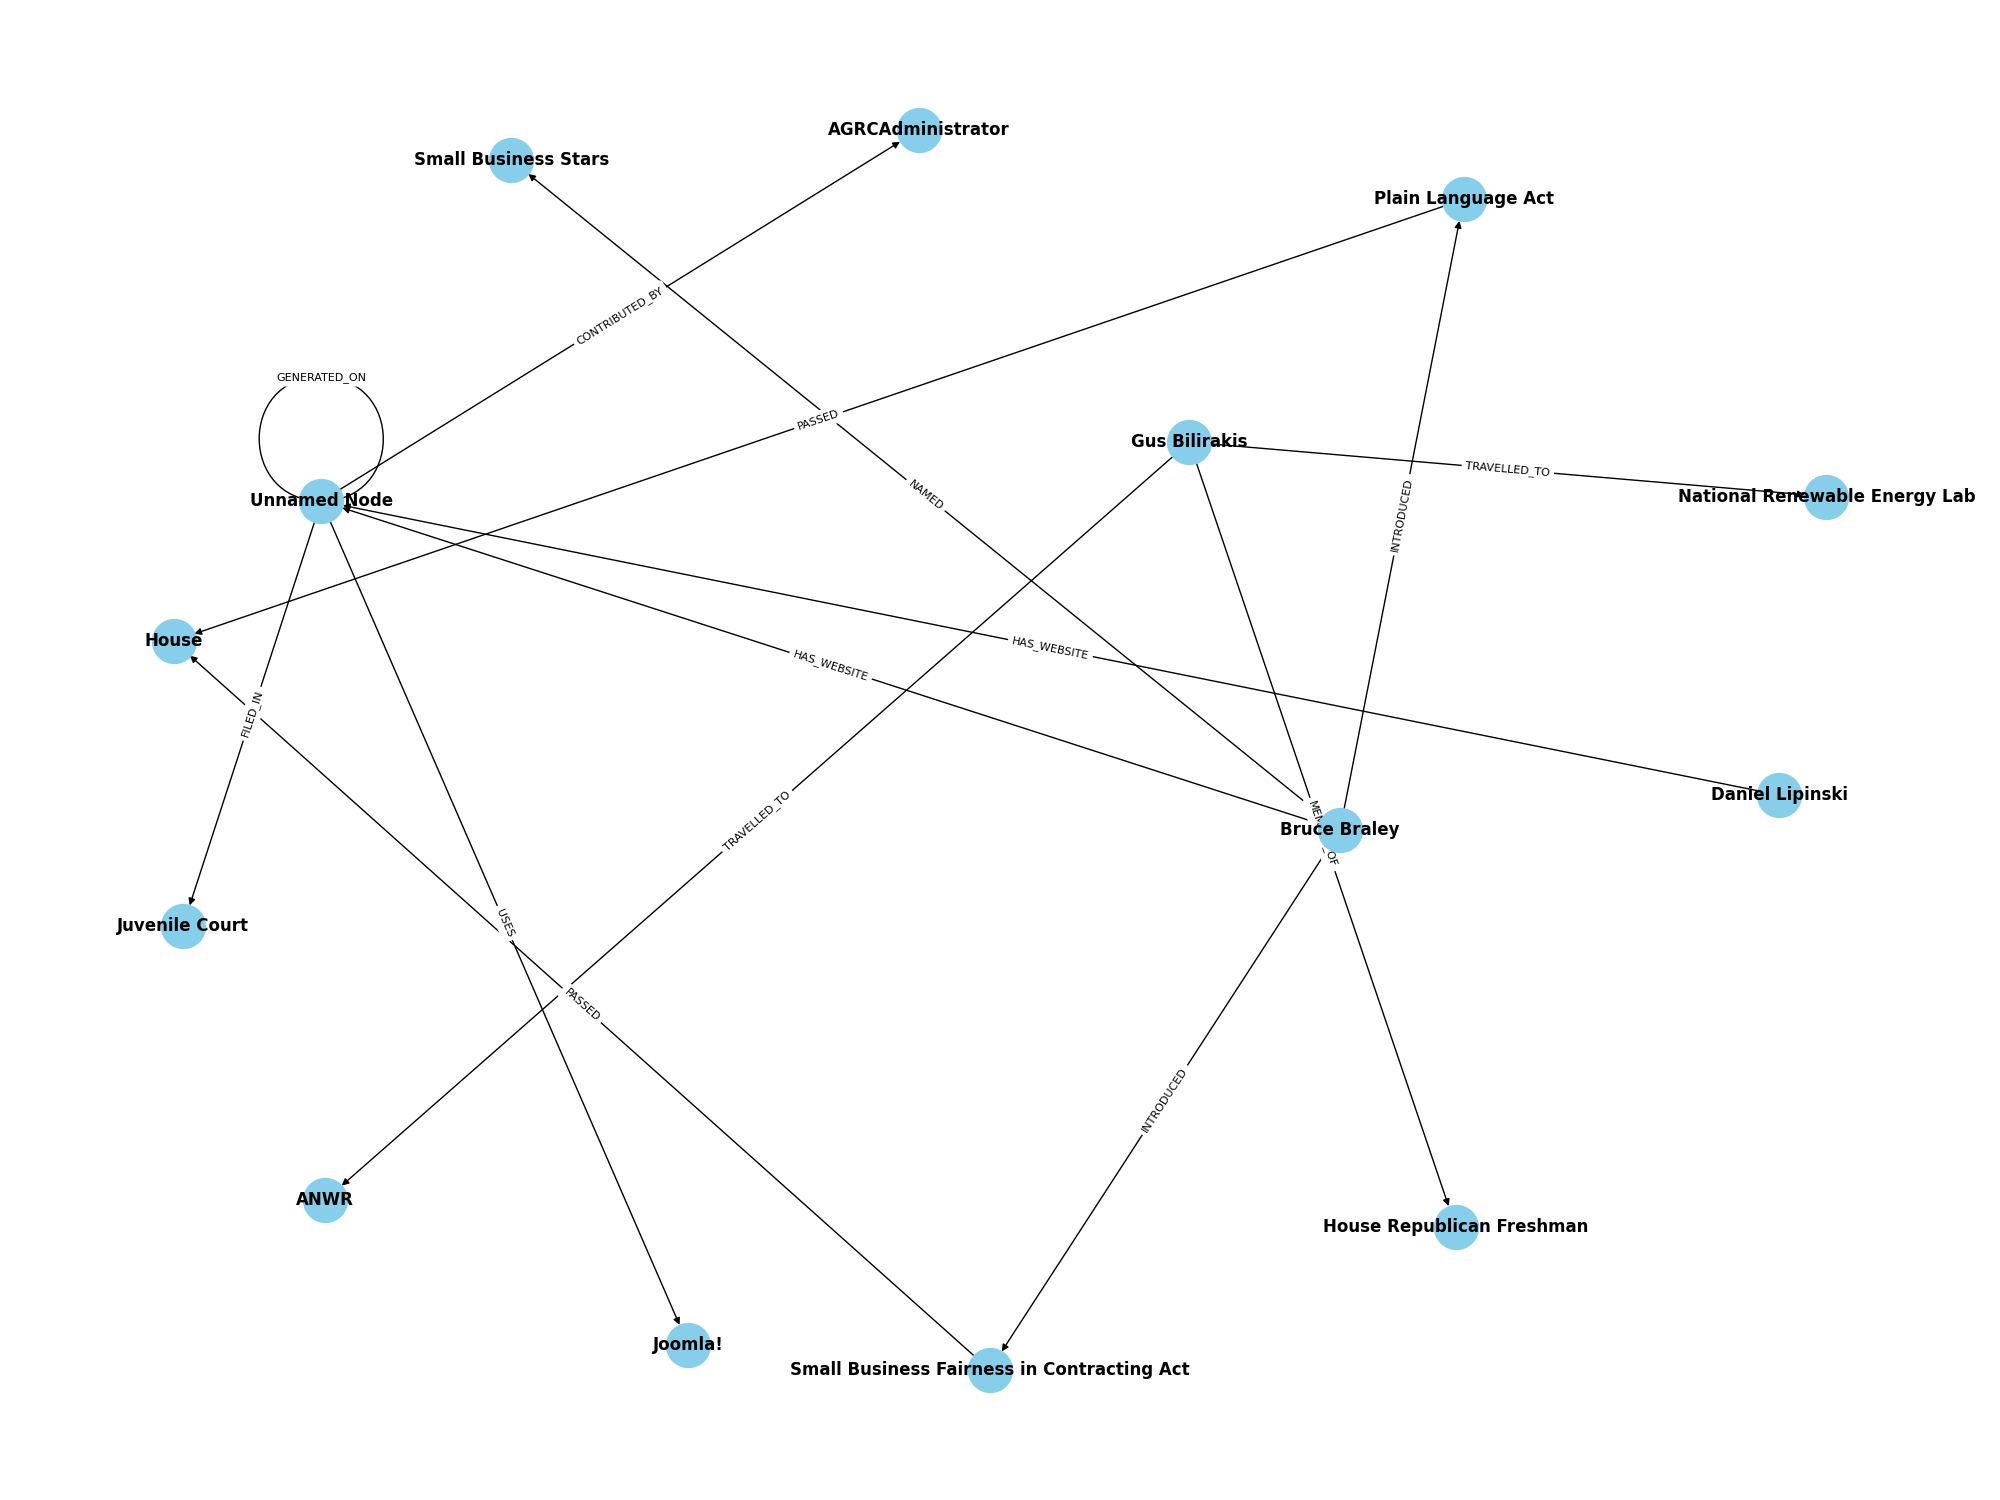 AGRCAdministrator
Small Business Stars
Plain Language Act
CONTRIBUTED_BY
GENERATED_ON
PASSED
Gus Bilirakis
TRAVELLED_TO
NAMED
National Renewable Energy Lab
Unnamed Node
INTRODUCED
House
HAS_WEBSITE
HAS_WEBSITE
FILED_IN
Daniel Lipinski
TRAVELLED_TO
Bruce Braley
USES
Juvenile Court
PASSED
INTRODUCED
ANWR
House Republican Freshman
Joomla!
Small Business Fairness in Contracting Act